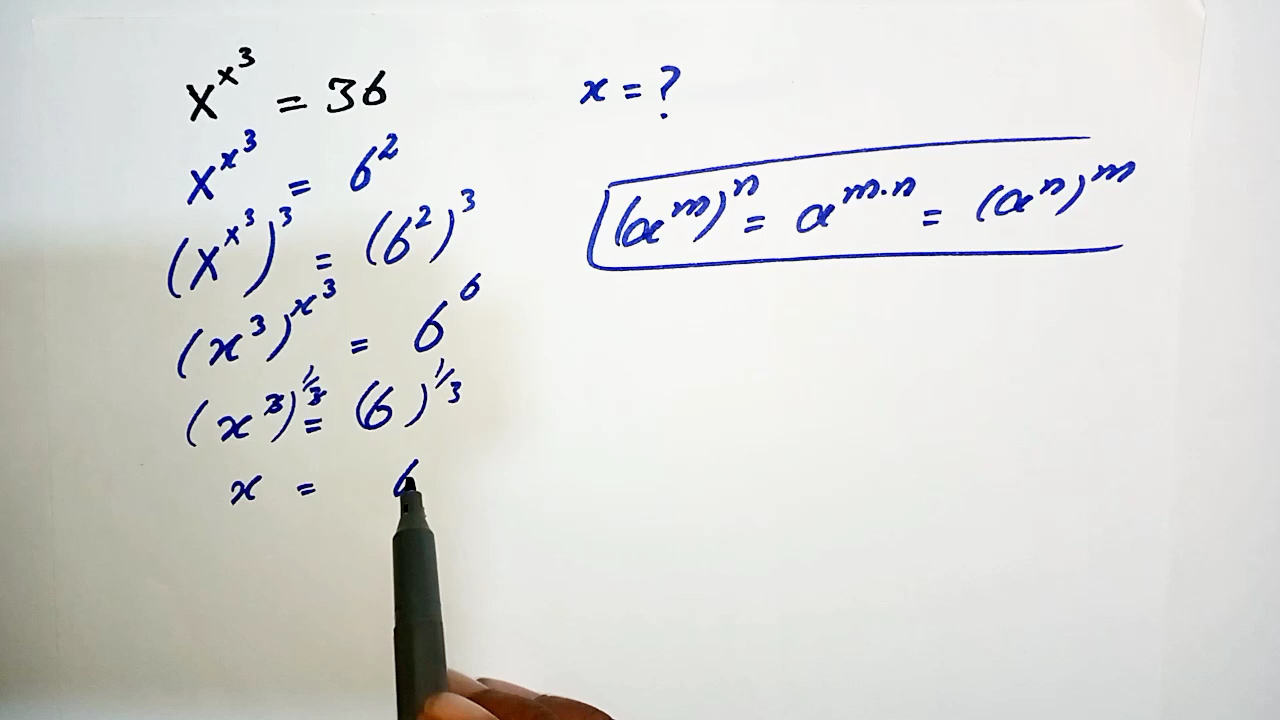 x^{x^3} = 36
x = ?
x^{x^3} = 6^2
(x^{x^3})^3 = (6^2)^3
(a^m)^n = a^{m·n} = (a^n)^m
(x^3)^{x^3} = 6^6
(x^3)^{1/3} = (6)^{1/3}
x = 6